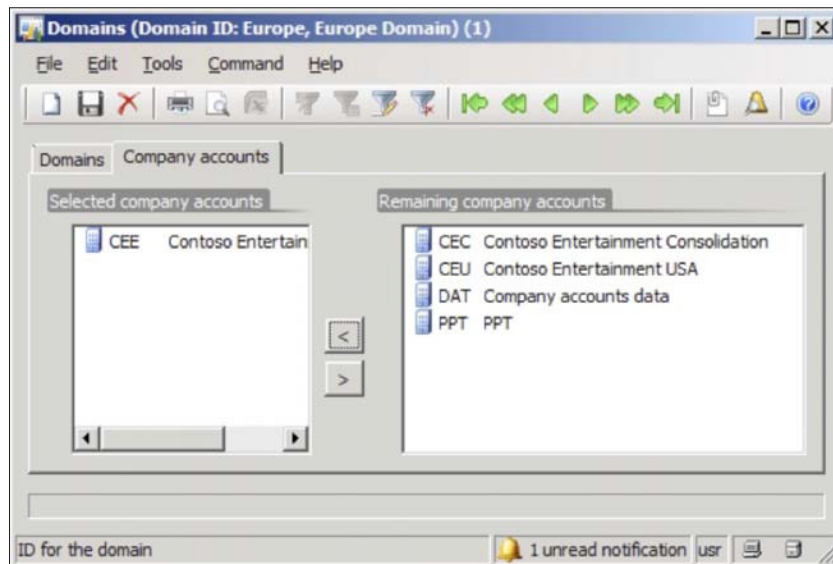 Domains (Domain ID: Europe, Europe Domain) (1)
File Edit Tools Command Help
Domains Company accounts
Selected company accounts Remaining company accounts
CEE Contoso Entertain
CEC Contoso Entertainment Consolidation
CEU Contoso Entertainment USA
DAT Company accounts data
PPT PPT
<
>
ID for the domain 1 unread notification usr